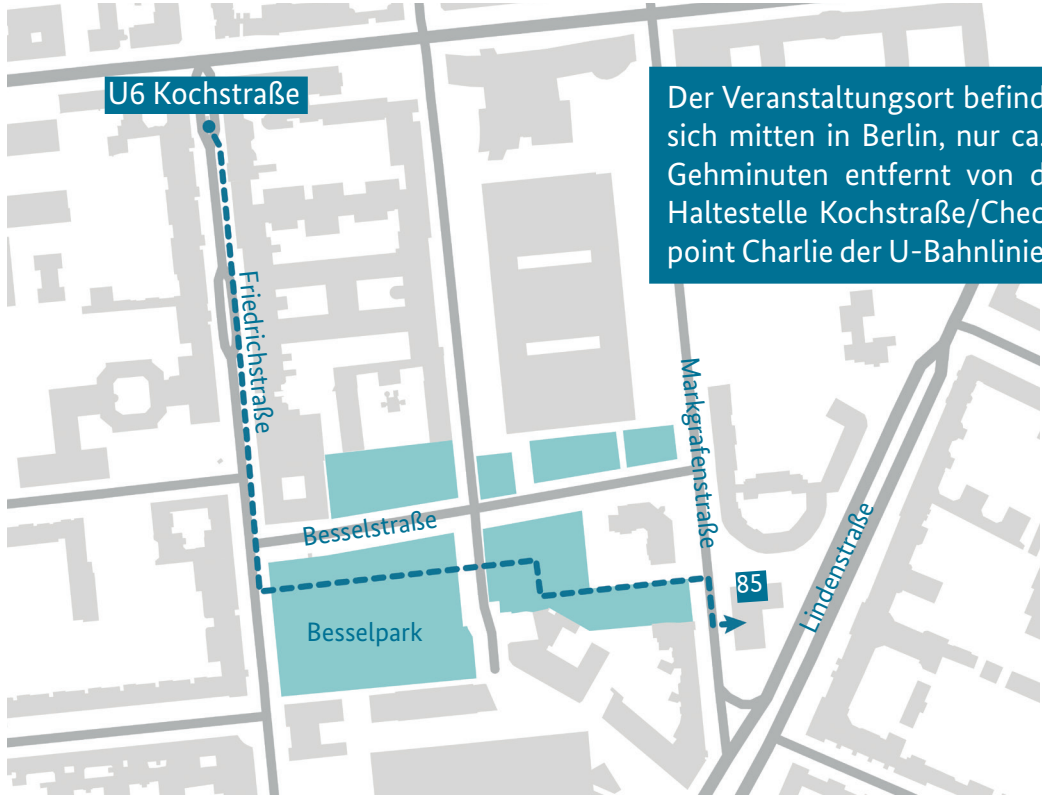 U6 Kochstraße
Der Veranstaltungsort befind
sich mitten in Berlin, nur ca.
Gehminuten entfernt von d
Haltestelle Kochstraße/Chec
point Charlie der U-Bahnlinie
Friedrichstraße
Markgrafenstraße
Besselstraße
Lindenstraße
85
Besselpark